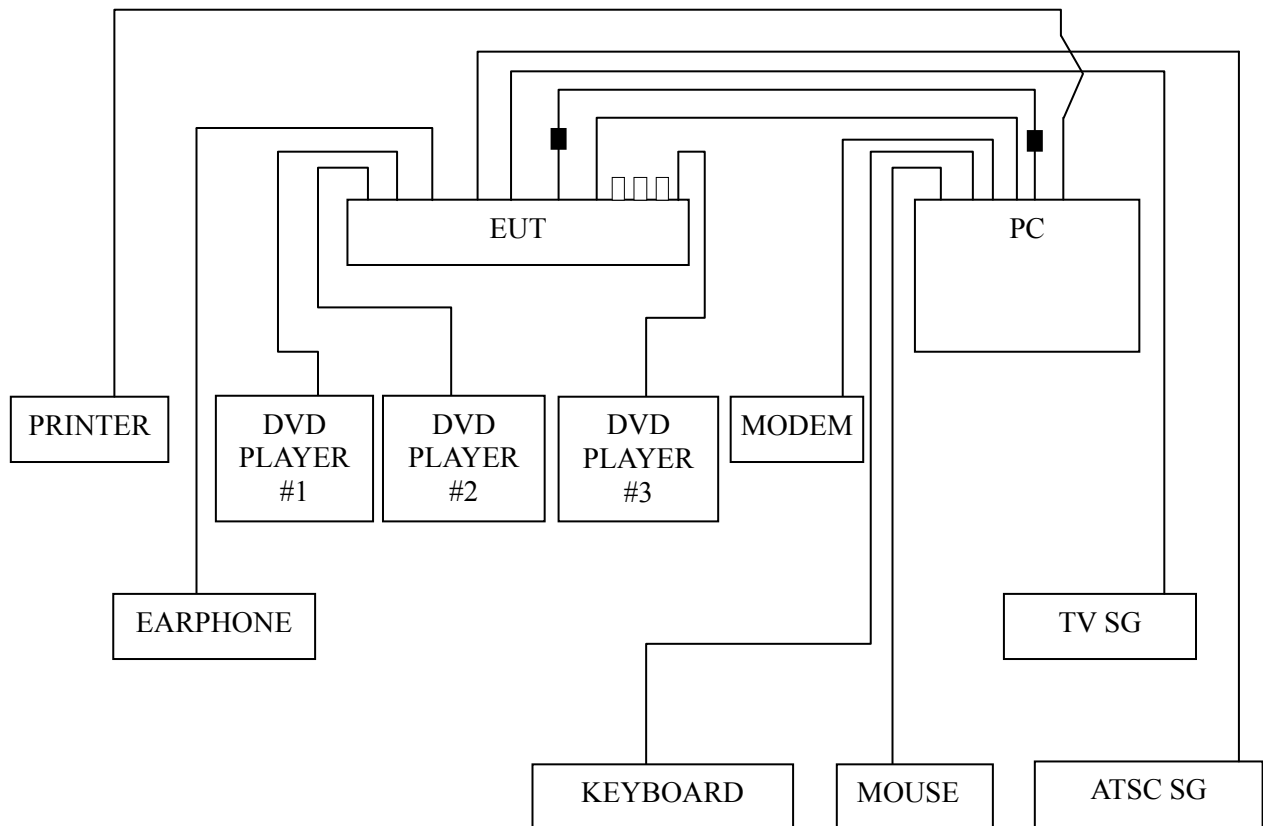 EUT
PC
PRINTER
DVD
PLAYER
#1
DVD
PLAYER
#2
DVD
PLAYER
#3
MODEM
EARPHONE
TV SG
KEYBOARD
MOUSE
ATSC SG